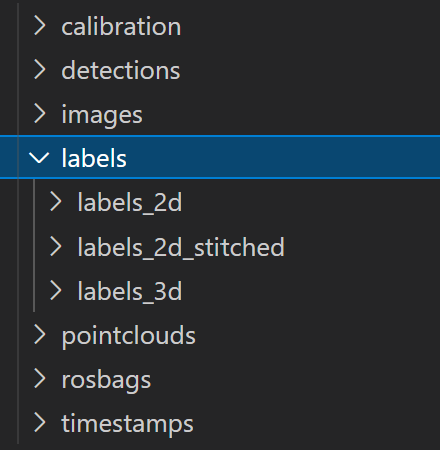 calibration
detections
images
labels
labels_2d
labels_2d_stitched
labels_3d
pointclouds
rosbags
timestamps